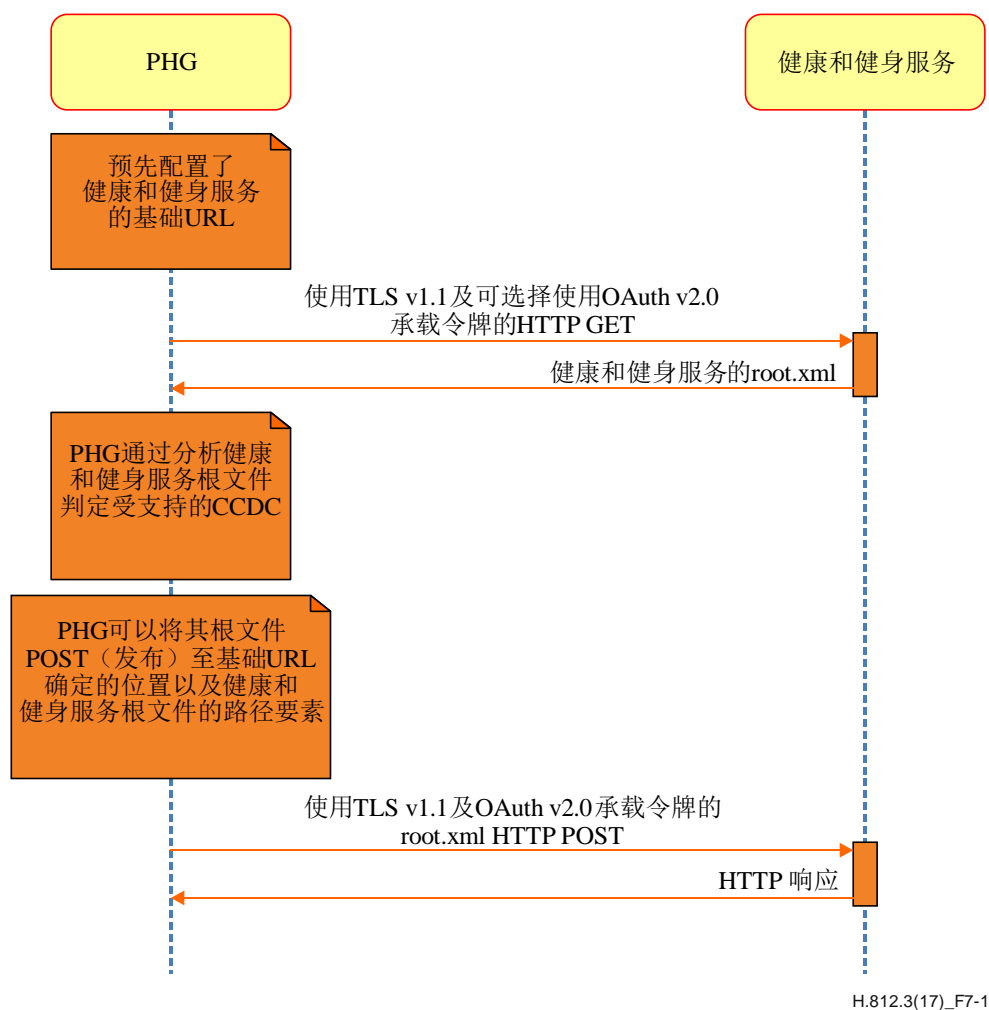 PHG
健康和健身服务
预先配置了
健康和健身服务
的基础URL
使用TLS v1.1及可选择使用OAuth v2.0
承载令牌的HTTP GET
健康和健身服务的root.xml
PHG通过分析健康
和健身服务根文件
判定受支持的CCDC
PHG可以将其根文件
POST（发布）至基础URL
确定的位置以及健康和
健身服务根文件的路径要素
使用TLS v1.1及OAuth v2.0承载令牌的
root.xml HTTP POST
HTTP 响应
H.812.3(17)_F7-1